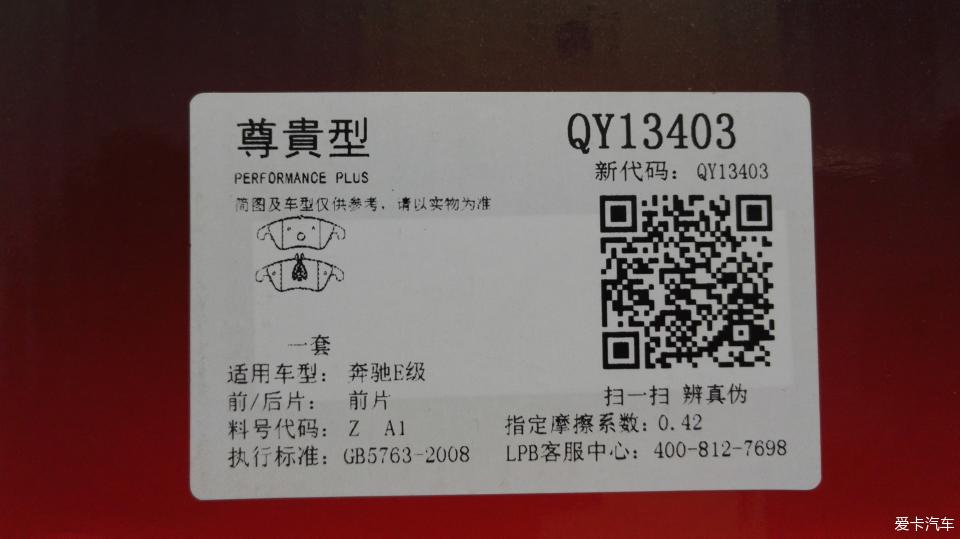 尊貴型
PERFORMANCE PLUS
简图及车型仅供参考，请以实物为准
QY13403
新代码：QY13403
一套
适用车型：奔驰E级
前/后片：前片
料号代码：Z A1
执行标准：GB5763-2008
扫一扫 辨真伪
指定摩擦系数：0.42
LPB客服中心：400-812-7698
爱卡汽车